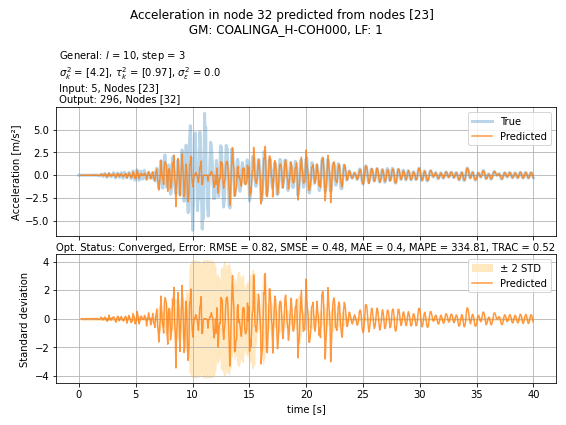 Acceleration in node 32 predicted from nodes [23]
GM: COALINGA_H-COH000, LF: 1
General: l = 10, step = 3
σ²ₖ = [4.2], τ²ₖ = [0.97], σ²ε = 0.0
Input: 5, Nodes [23]
Output: 296, Nodes [32]
Acceleration [m/s²]
5.0
2.5
0.0
−2.5
−5.0
True
Predicted
Opt. Status: Converged, Error: RMSE = 0.82, SMSE = 0.48, MAE = 0.4, MAPE = 334.81, TRAC = 0.52
Standard deviation
4
2
0
−2
−4
± 2 STD
Predicted
0 5 10 15 20 25 30 35 40
time [s]